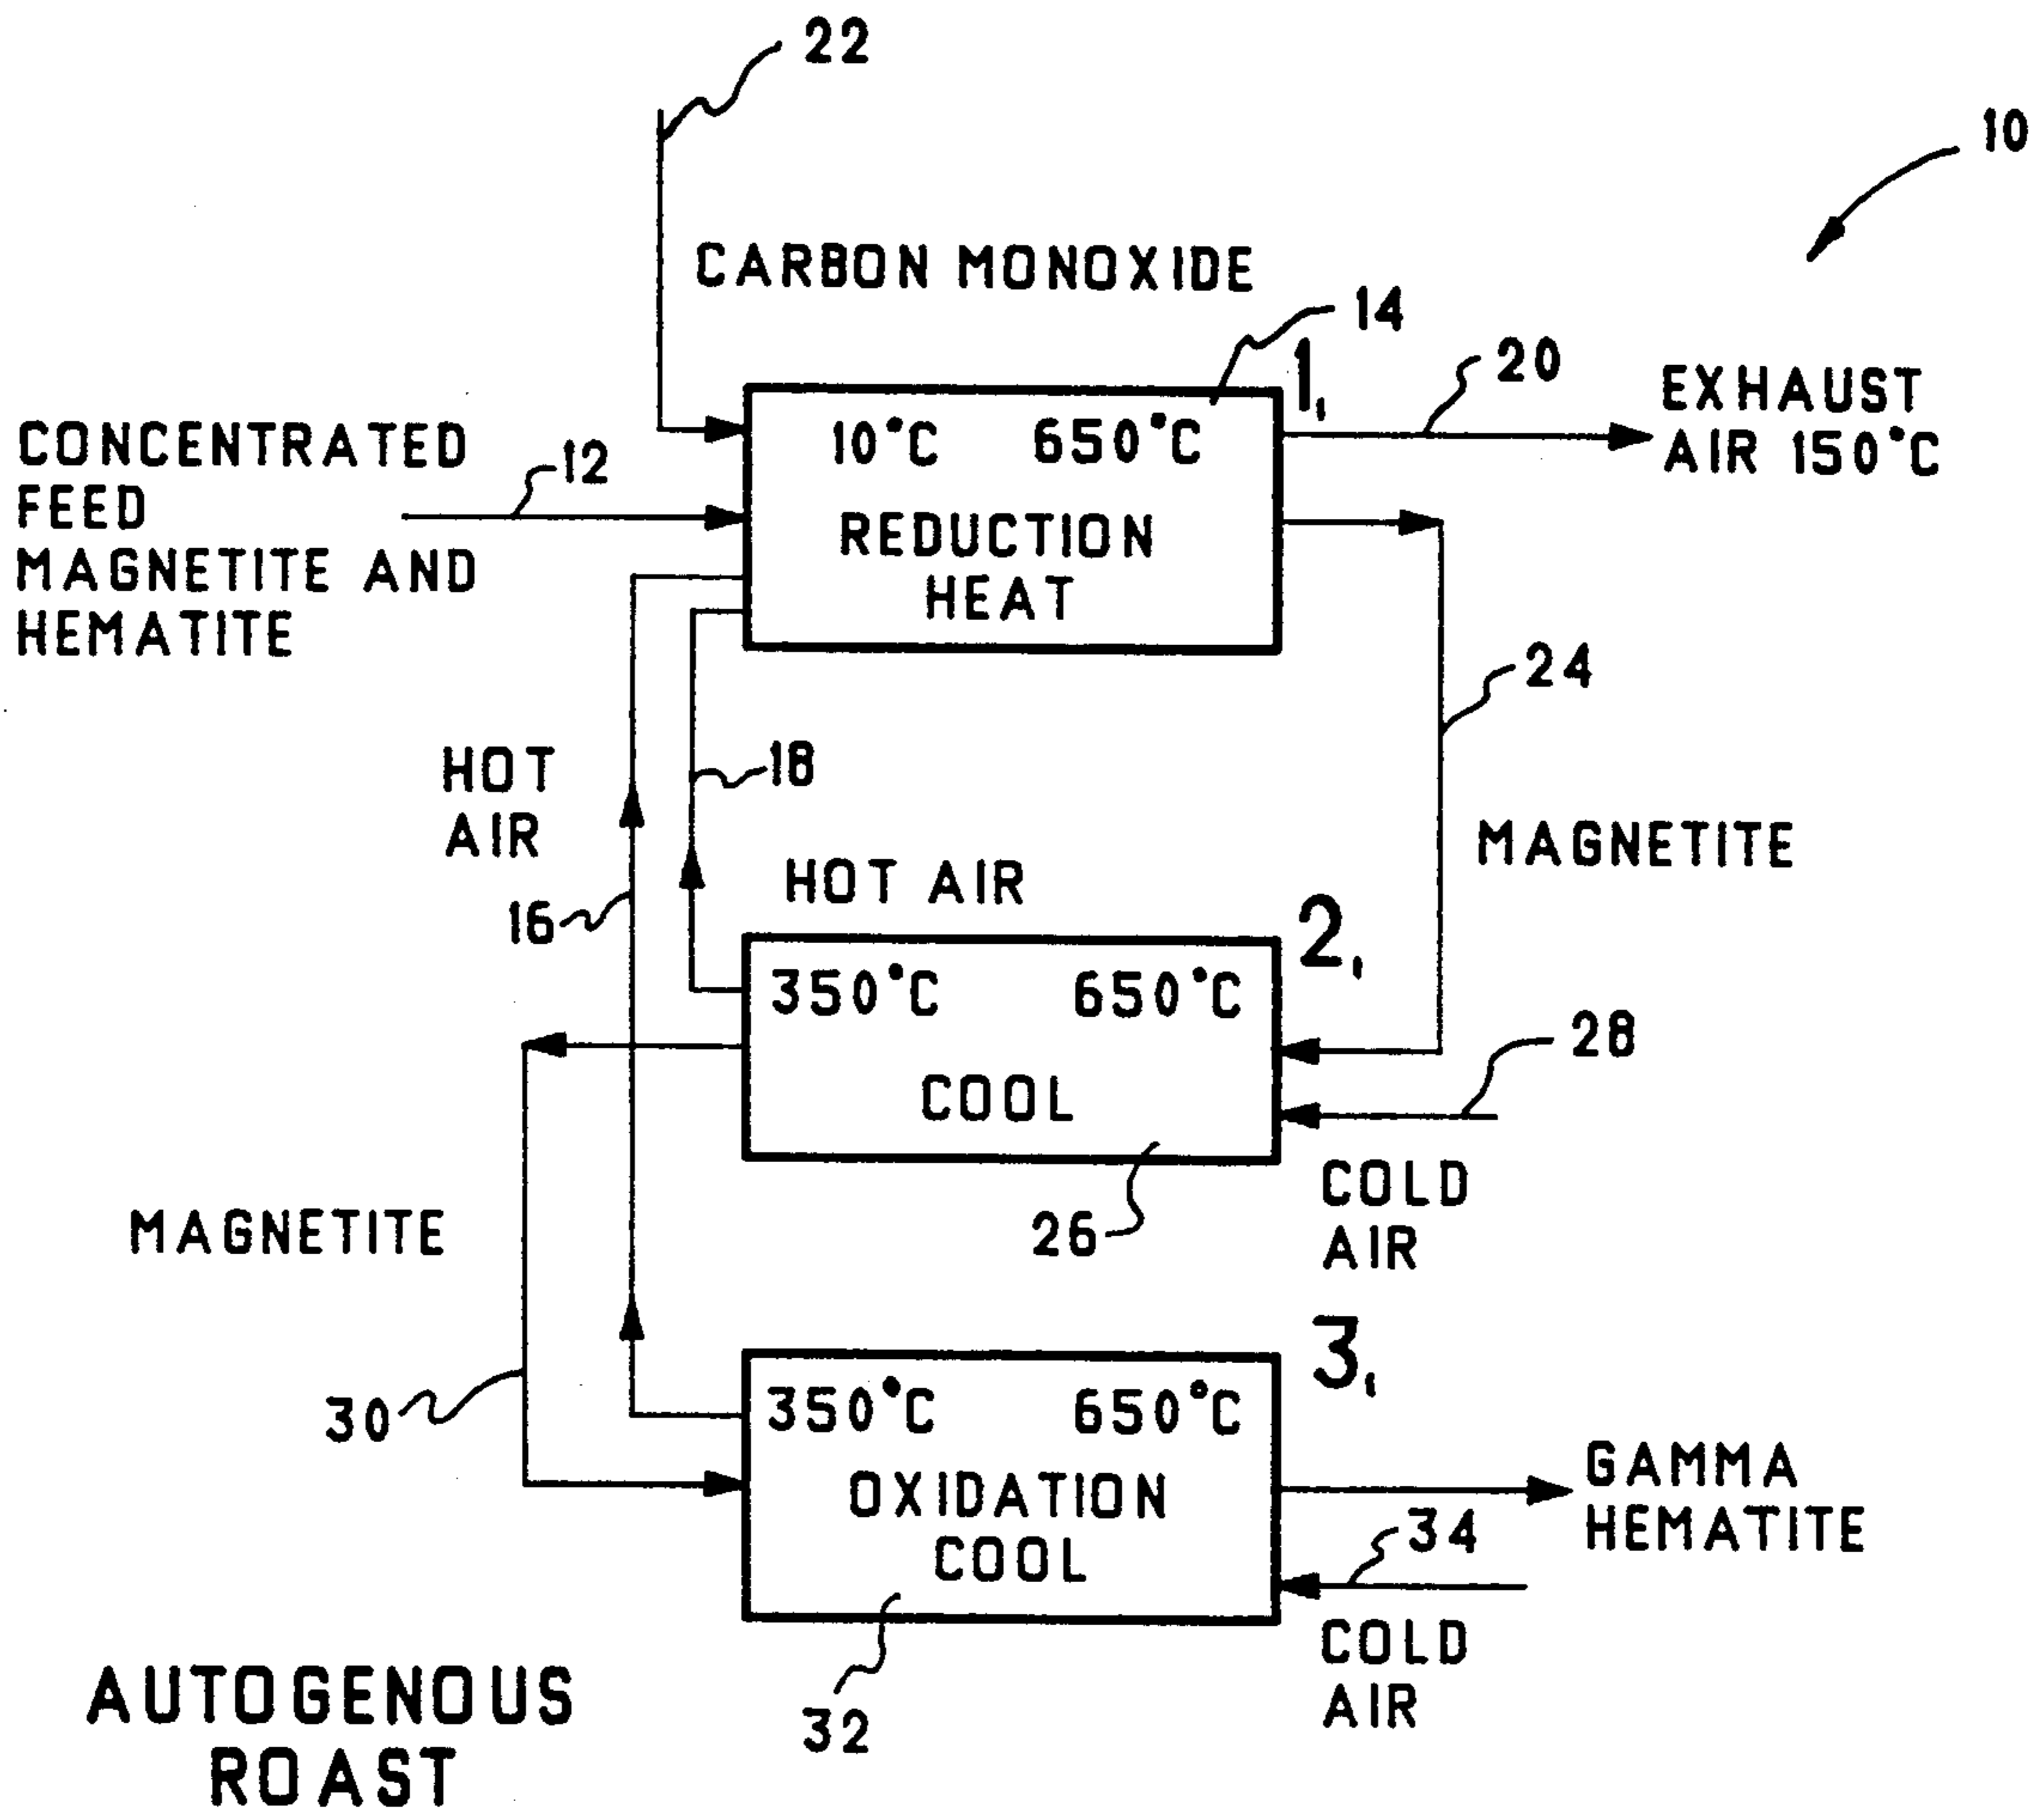 22
10
CARBON MONOXIDE
14
1,
20
EXHAUST
AIR 150°C
CONCENTRATED
FEED
MAGNETITE AND
HEMATITE
12
10°C 650°C
REDUCTION
HEAT
24
HOT
AIR
18
MAGNETITE
HOT AIR
16
2,
350°C 650°C
COOL
28
COLD
AIR
26
MAGNETITE
3,
30
350°C 650°C
OXIDATION
COOL
GAMMA
HEMATITE
34
COLD
AIR
32
AUTOGENOUS
ROAST